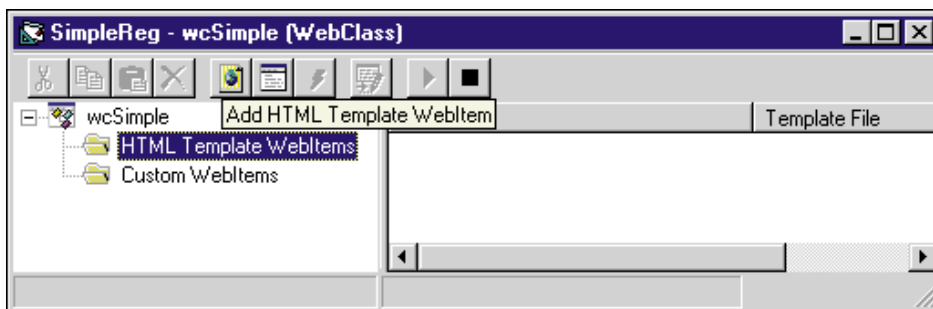 SimpleReg - wcSimple (WebClass)
Add HTML Template WebItem
wcSimple
Template File
HTML Template WebItems
Custom WebItems